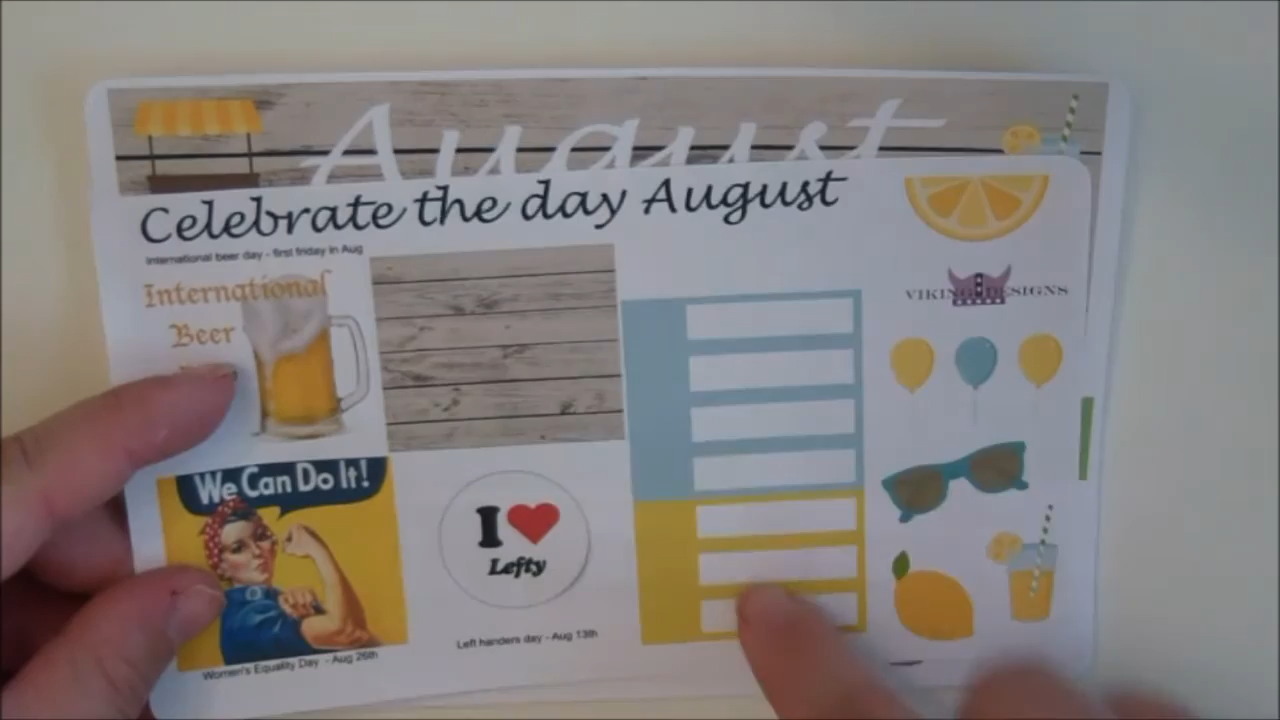 August
Celebrate the day August
International beer day - first friday in Aug
International
Beer
VIKING DESIGNS
We Can Do It!
I
Lefty
Left handers day - Aug 13th
Women's Equality Day - Aug 26th